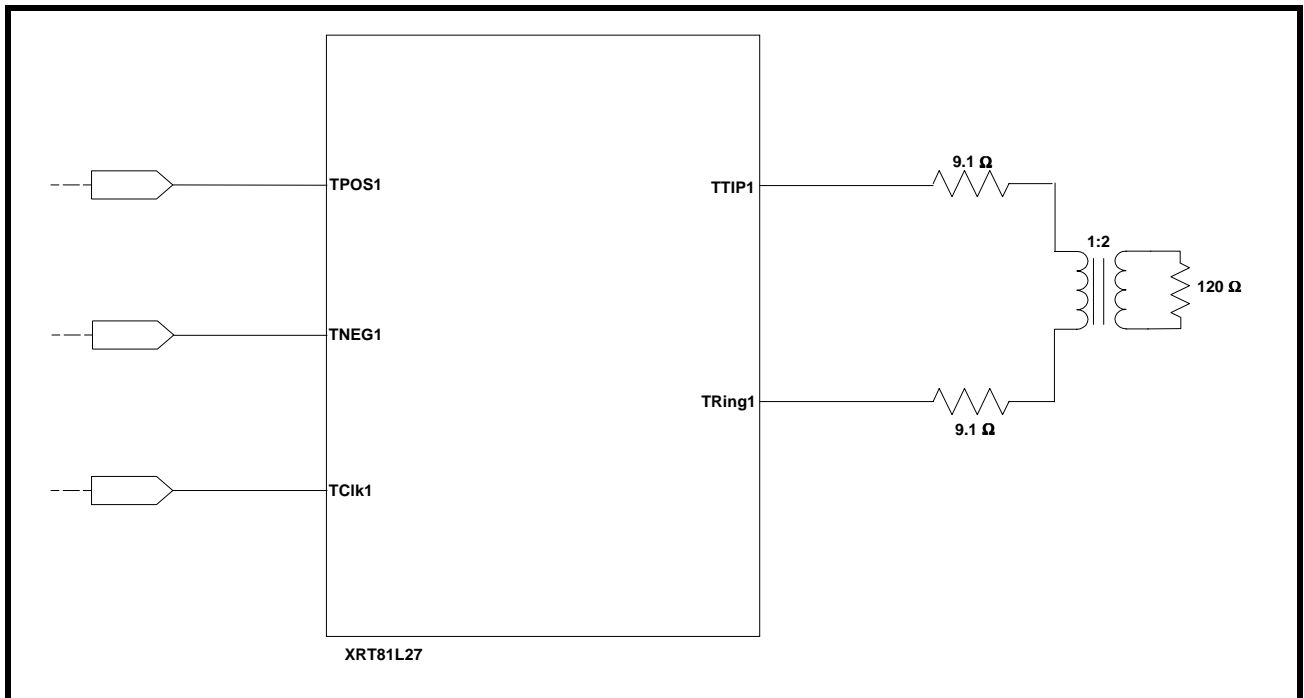 TPOS1
TNEG1
TClk1
TTIP1
TRing1
9.1 Ω
9.1 Ω
1:2
120 Ω
XRT81L27